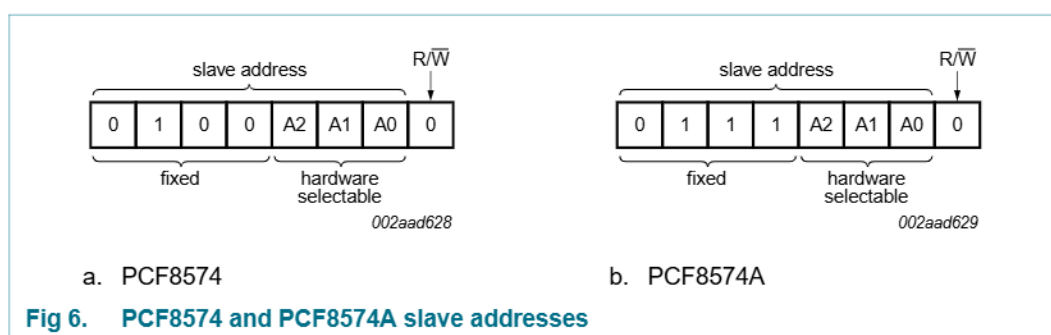 slave address
R/W̅
0 1 0 0 A2 A1 A0 0
fixed
hardware
selectable
002aad628
a. PCF8574
slave address
R/W̅
0 1 1 1 A2 A1 A0 0
fixed
hardware
selectable
002aad629
b. PCF8574A
Fig 6. PCF8574 and PCF8574A slave addresses